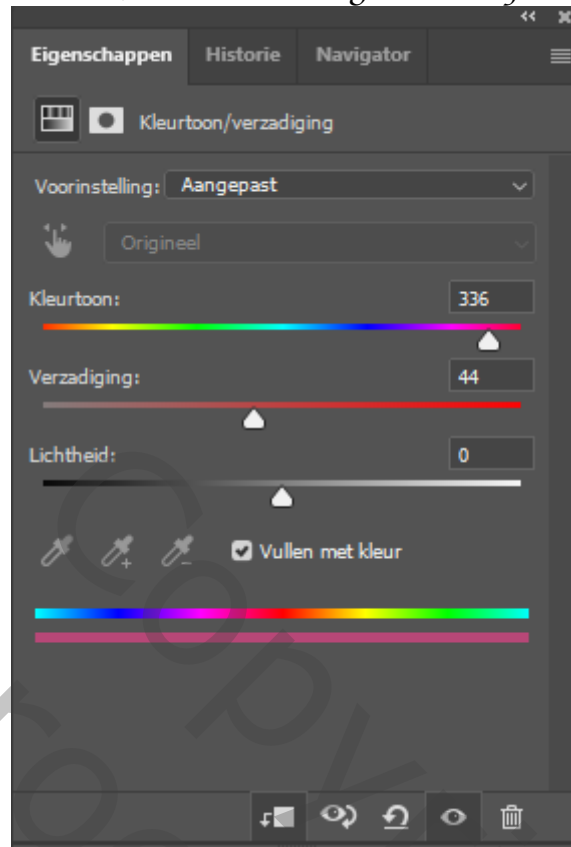 Eigenschappen Historie Navigator
Kleurtoon/verzadiging
Voorinstelling: Aangepast
Origineel
Kleurtoon: 336
Verzadiging: 44
Lichtheid: 0
Vullen met kleur